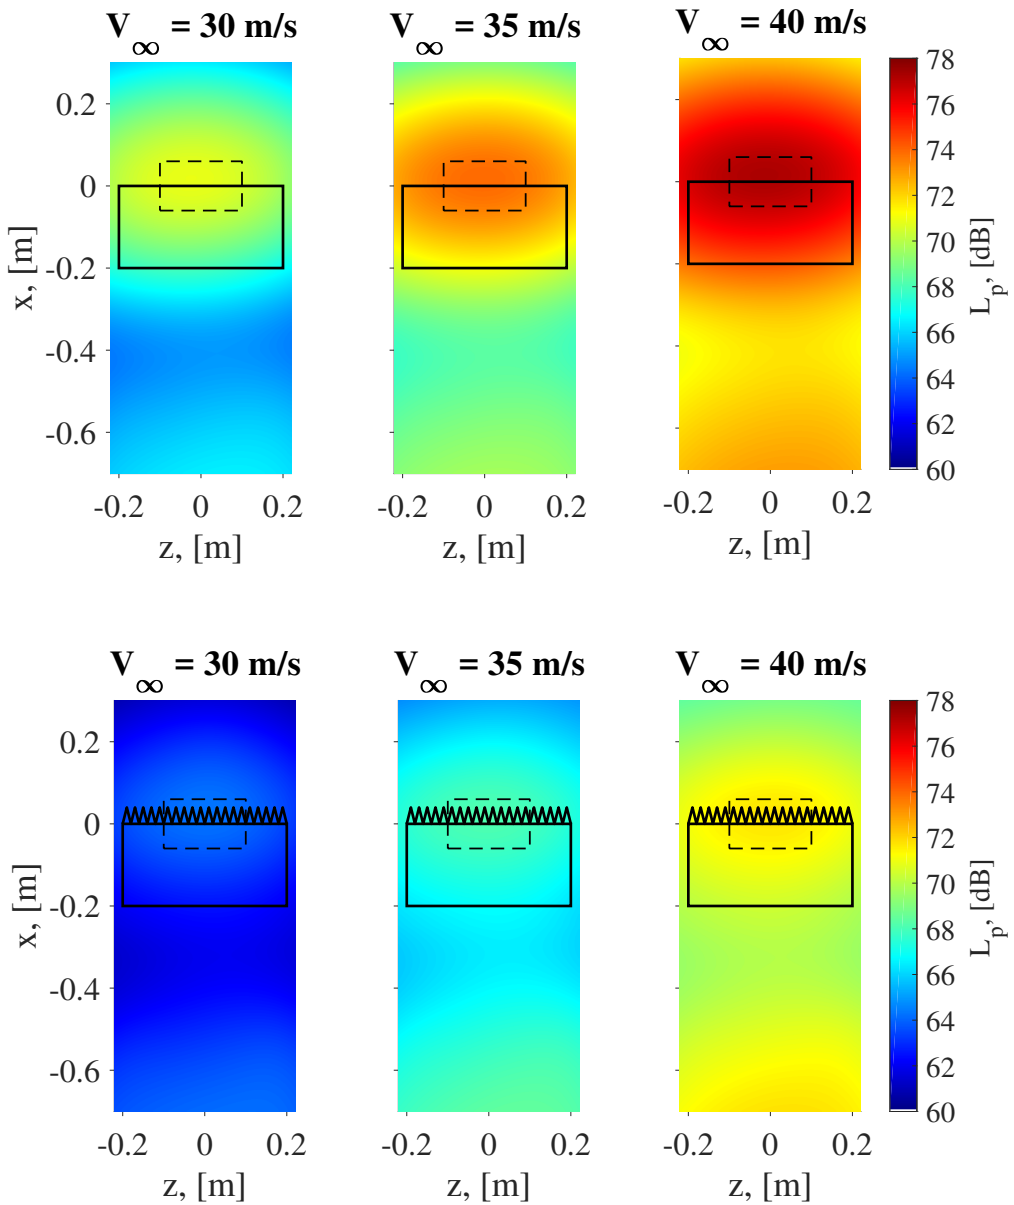 V∞ = 30 m/s
V∞ = 35 m/s
V∞ = 40 m/s
0.2
0
-0.2
-0.4
-0.6
x, [m]
-0.2 0 0.2
z, [m]
-0.2 0 0.2
z, [m]
-0.2 0 0.2
z, [m]
78
76
74
72
70
68
66
64
62
60
Lp, [dB]
V∞ = 30 m/s
V∞ = 35 m/s
V∞ = 40 m/s
0.2
0
-0.2
-0.4
-0.6
x, [m]
-0.2 0 0.2
z, [m]
-0.2 0 0.2
z, [m]
-0.2 0 0.2
z, [m]
78
76
74
72
70
68
66
64
62
60
Lp, [dB]